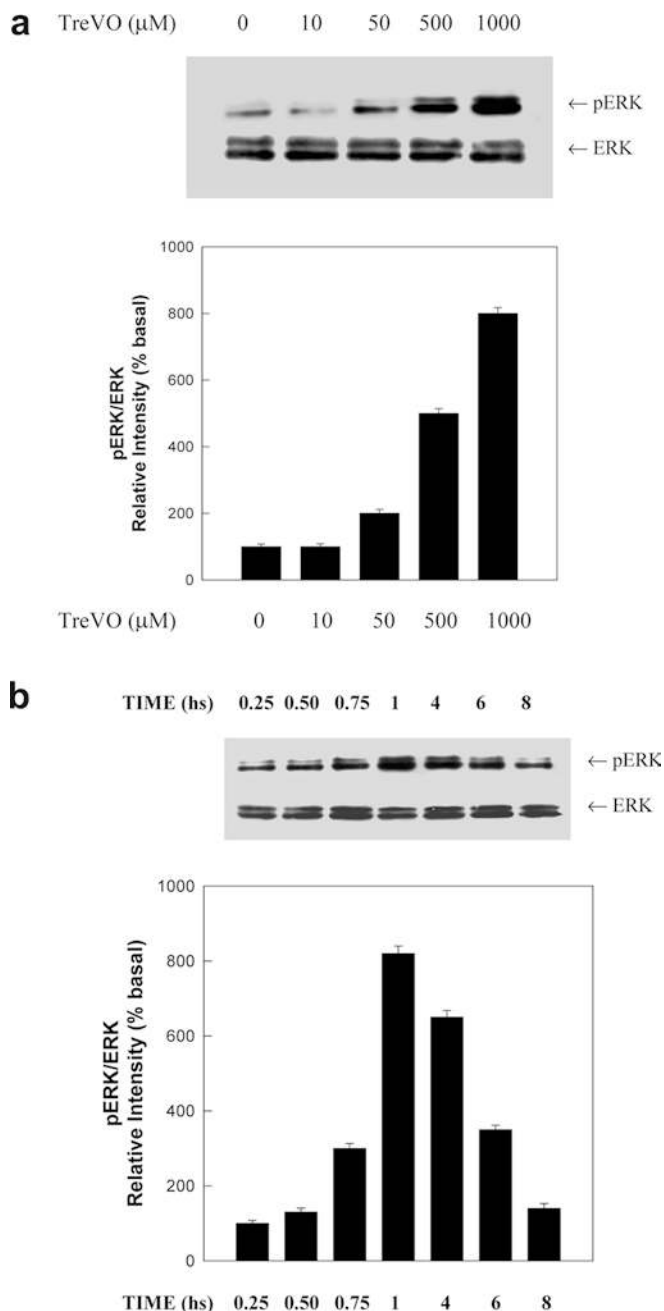 a
TreVO (μM) 0 10 50 500 1000
← pERK
← ERK
1000
800
600
400
200
0
pERK/ERK
Relative Intensity (% basal)
TreVO (μM) 0 10 50 500 1000
b
TIME (hs) 0.25 0.50 0.75 1 4 6 8
← pERK
← ERK
1000
800
600
400
200
0
pERK/ERK
Relative Intensity (% basal)
TIME (hs) 0.25 0.50 0.75 1 4 6 8